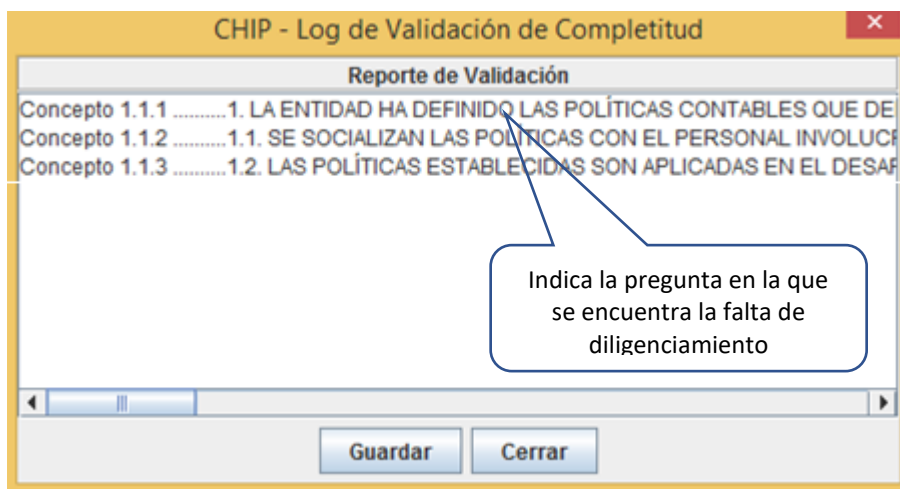 CHIP - Log de Validación de Completitud
Reporte de Validación
Concepto 1.1.1 ..........1. LA ENTIDAD HA DEFINIDO LAS POLÍTICAS CONTABLES QUE DE
Concepto 1.1.2 ..........1.1. SE SOCIALIZAN LAS POLÍTICAS CON EL PERSONAL INVOLUC
Concepto 1.1.3 ..........1.2. LAS POLÍTICAS ESTABLECIDAS SON APLICADAS EN EL DESA
Indica la pregunta en la que
se encuentra la falta de
diligenciamiento
Guardar Cerrar